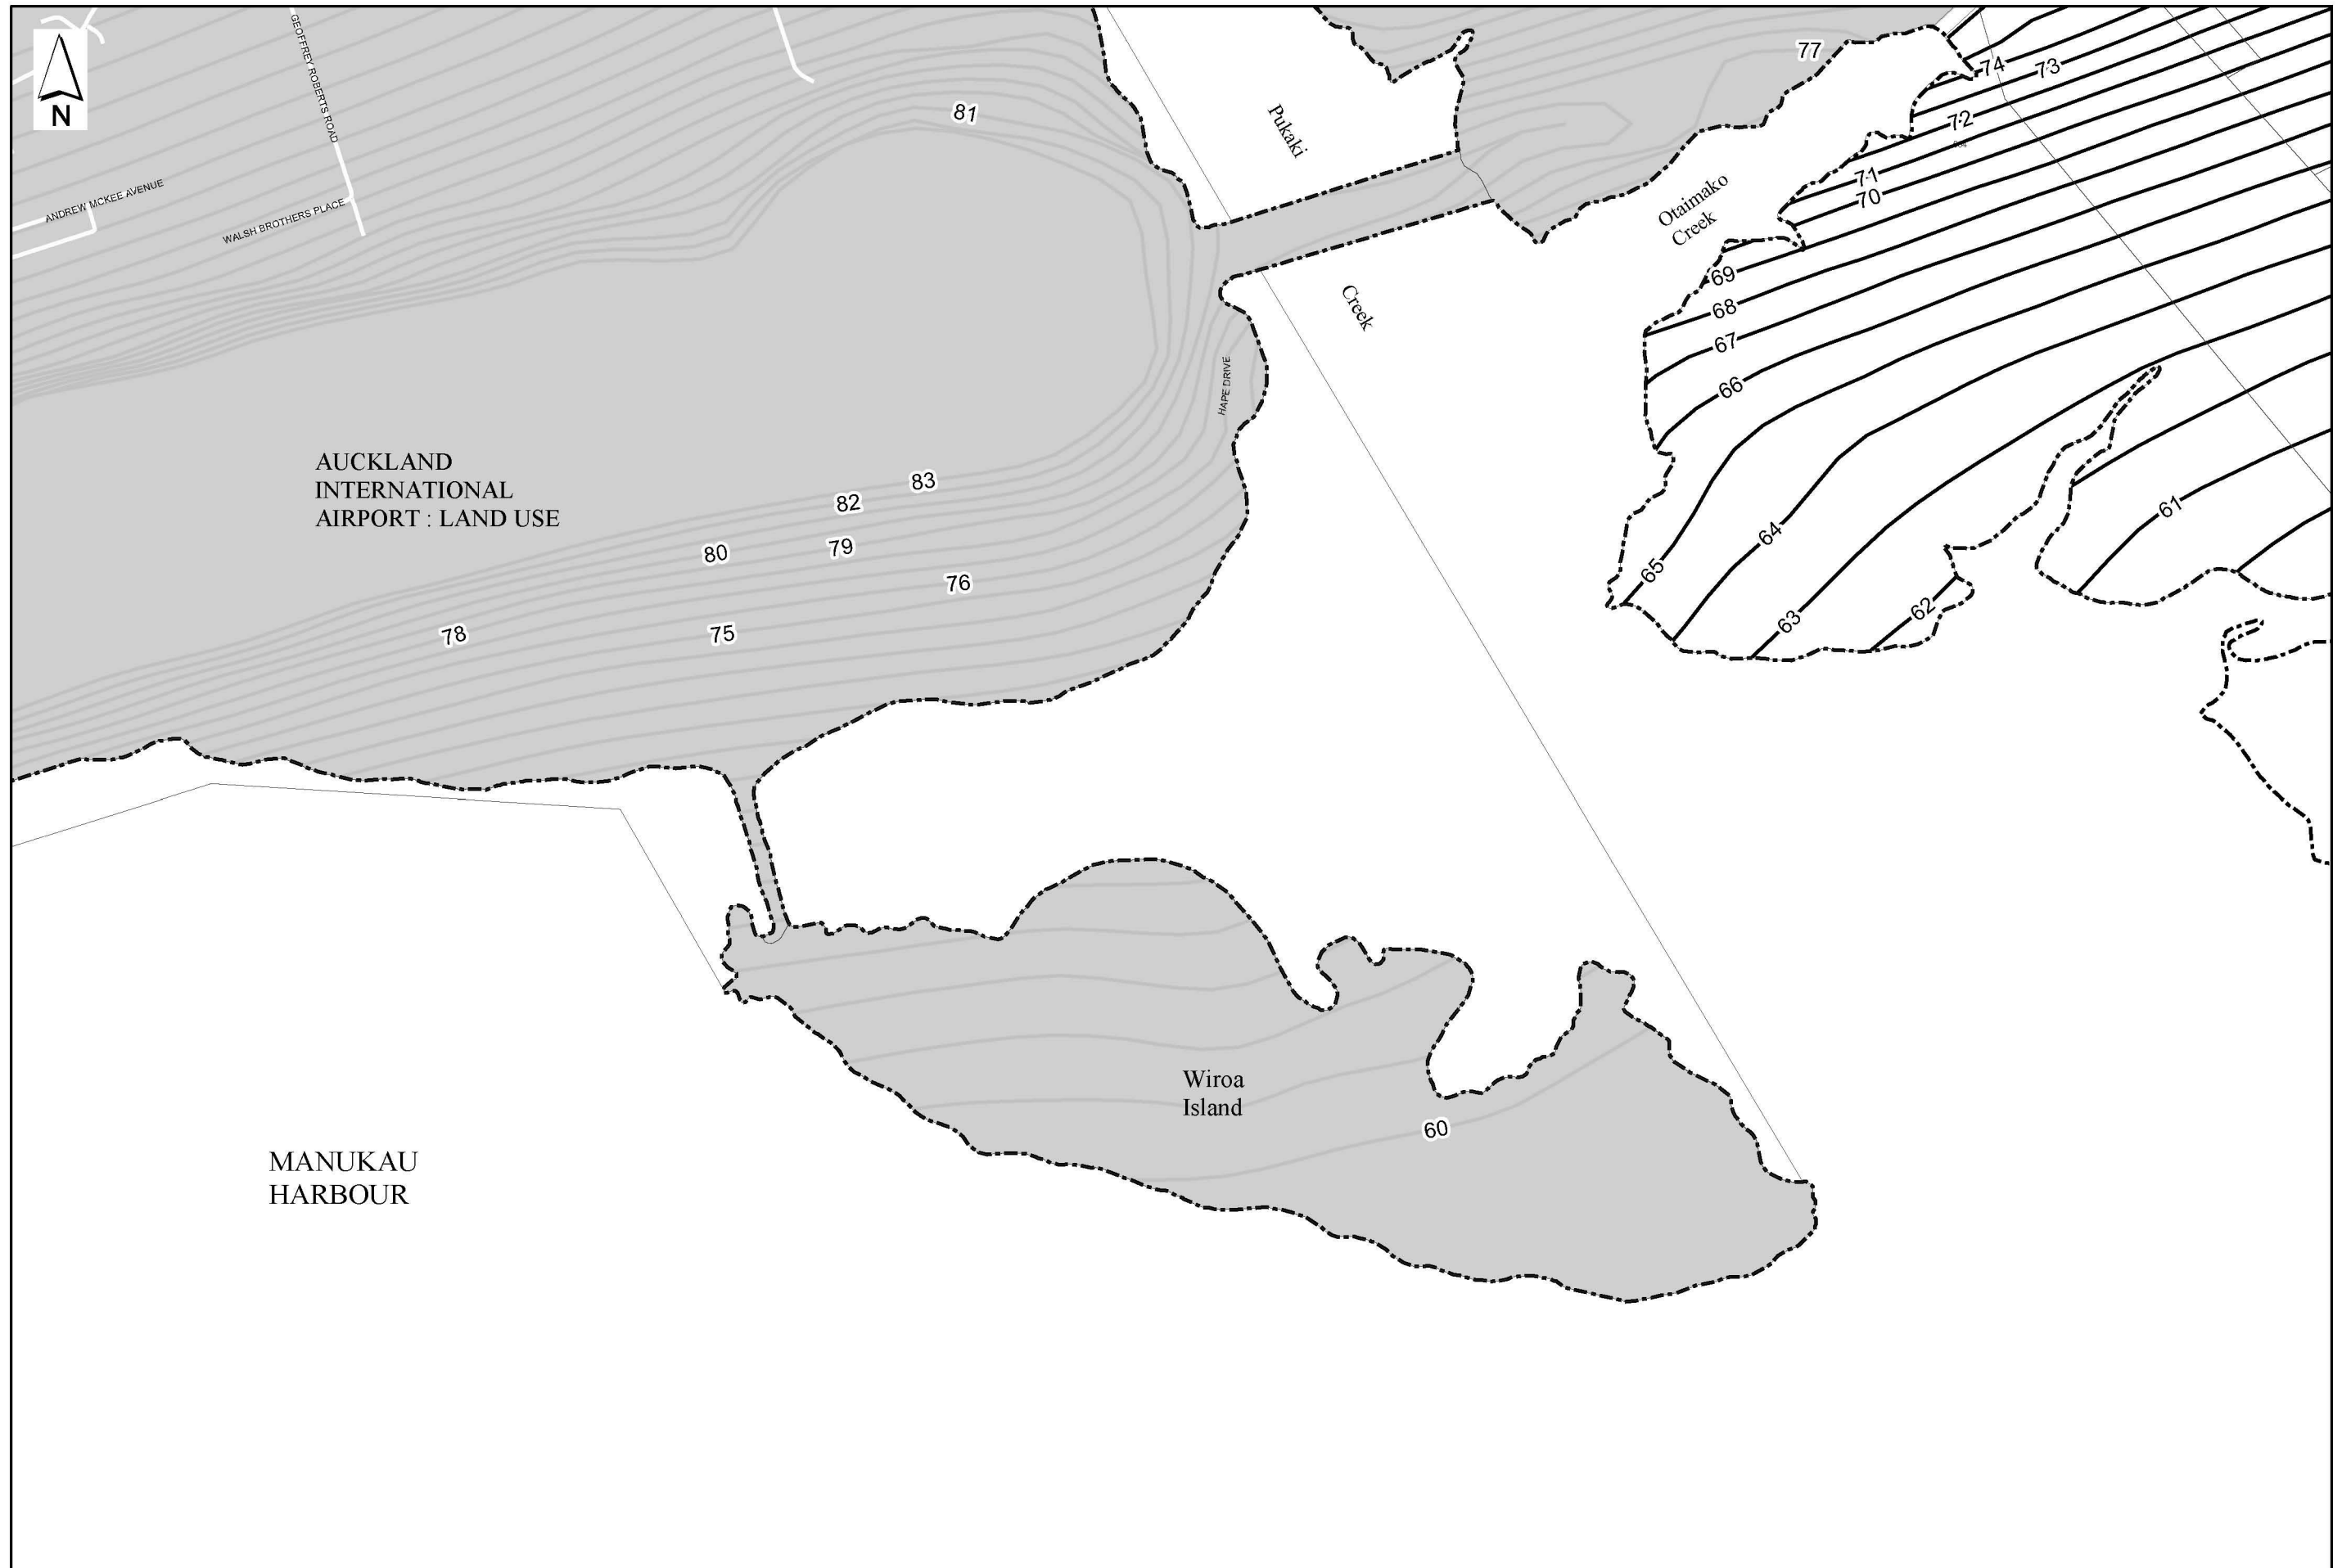 N
GEOFFREY ROBERTS ROAD
ANDREW MCKEE AVENUE
WALSH BROTHERS PLACE
81
77
74
73
72
71
70
Pukaki
Otaimako
Creek
Creek
69
68
67
66
HAPE DRIVE
AUCKLAND
INTERNATIONAL
AIRPORT : LAND USE
83
82
80
79
76
78
75
61
64
65
63
62
Wiroa
Island
60
MANUKAU
HARBOUR